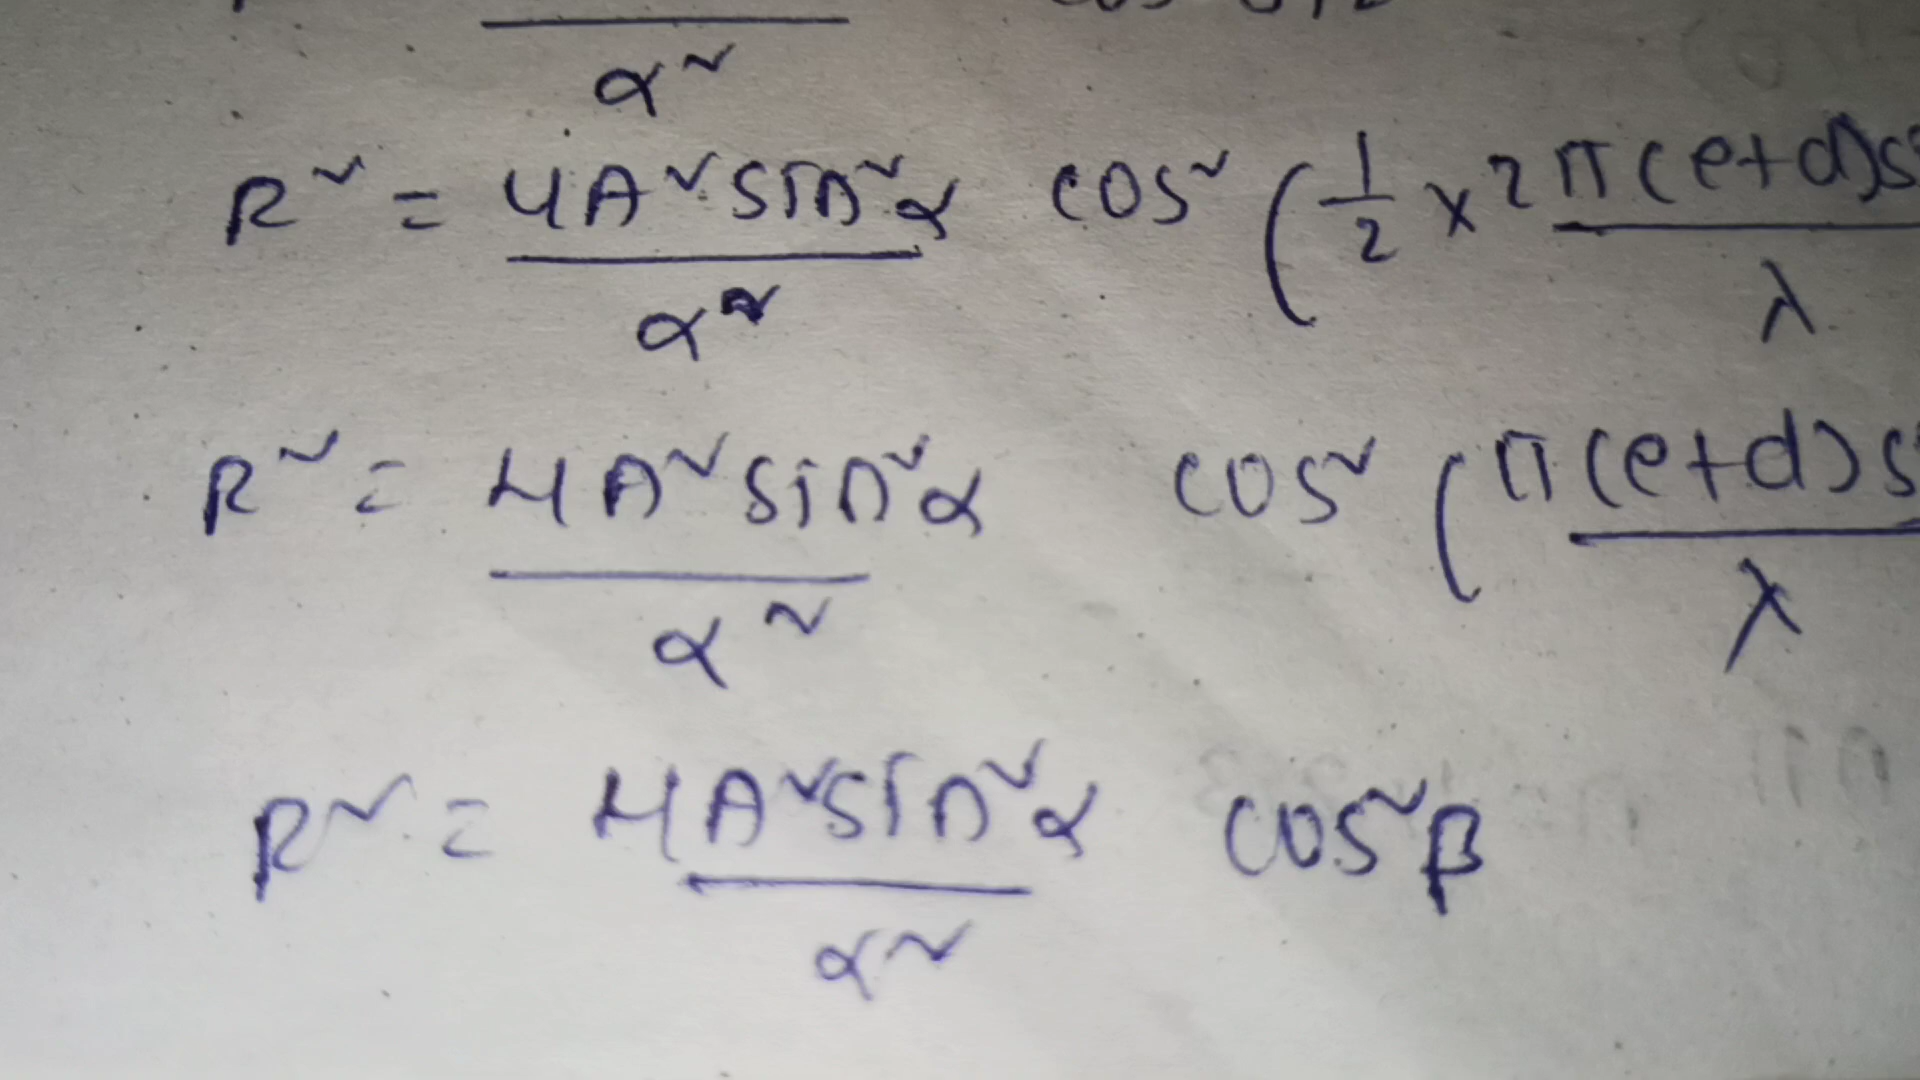 α²
R² = 4A² sin²α / α² cos² (1/2 × 2π(e+d)s / λ
R² = 4A² sin²α / α² cos² (π(e+d)s / λ
R² = 4A² sin²α / α² cos²β